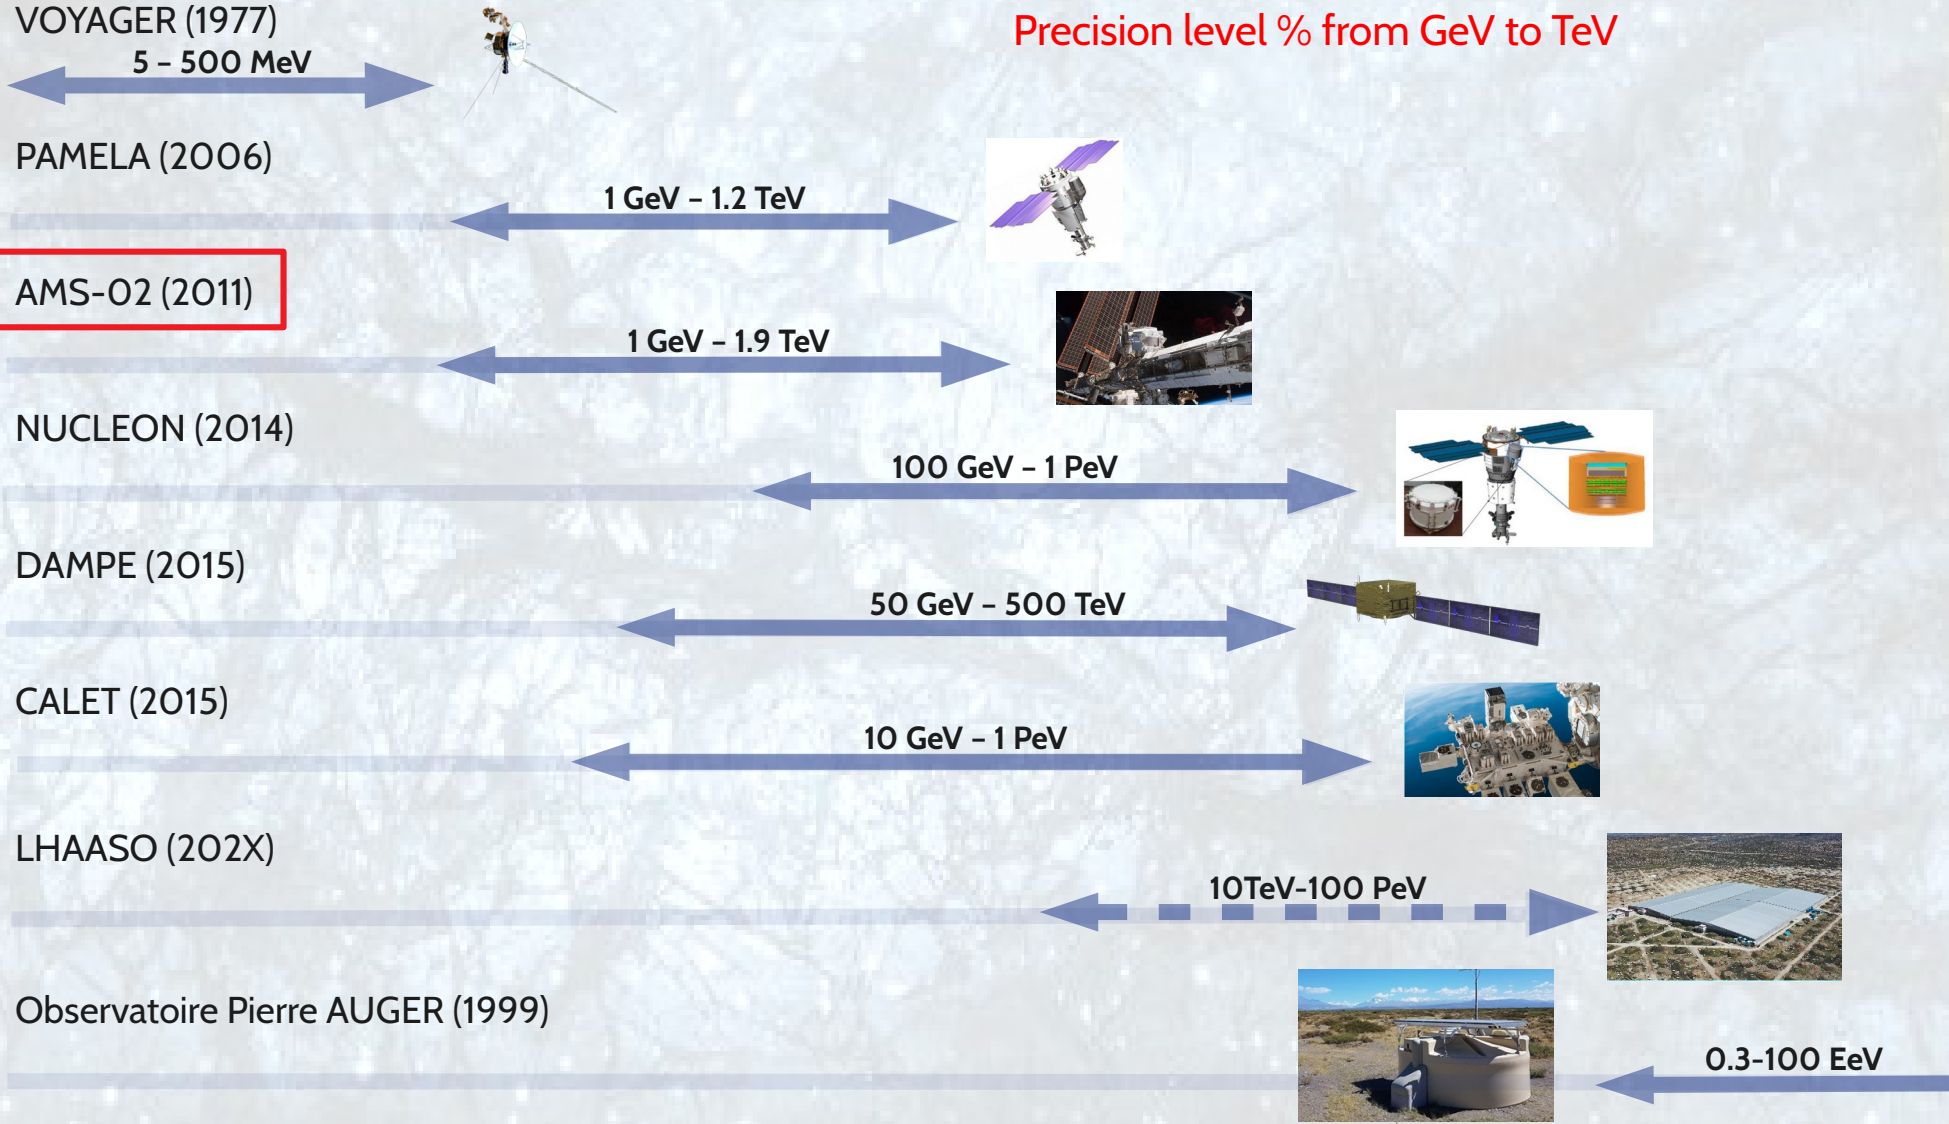 VOYAGER (1977)
Precision level % from GeV to TeV
5 – 500 MeV
PAMELA (2006)
1 GeV – 1.2 TeV
AMS-02 (2011)
1 GeV – 1.9 TeV
NUCLEON (2014)
100 GeV – 1 PeV
DAMPE (2015)
50 GeV – 500 TeV
CALET (2015)
10 GeV – 1 PeV
LHAASO (202X)
10TeV-100 PeV
Observatoire Pierre AUGER (1999)
0.3-100 EeV